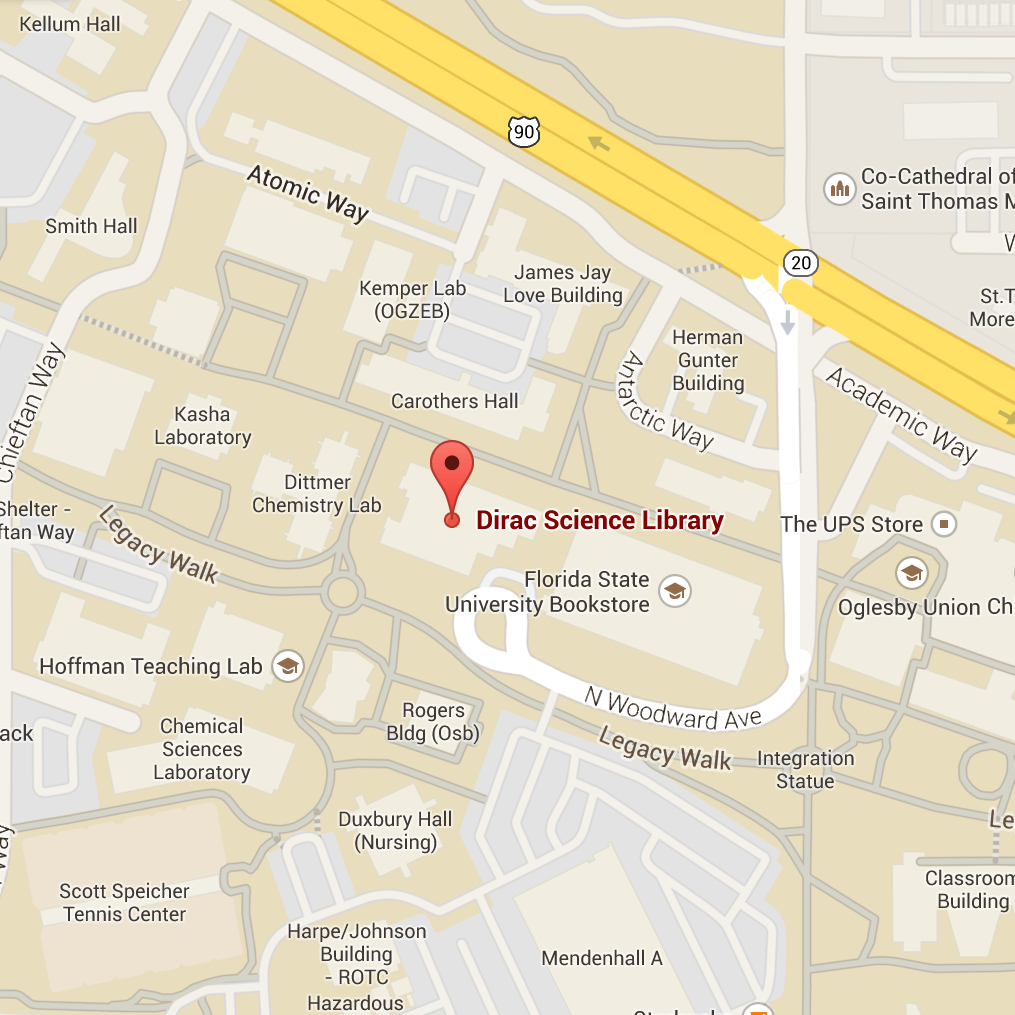 Kellum Hall
90
Co-Cathedral of
Saint Thomas M
Atomic Way
Smith Hall
W
20
James Jay
Love Building
Kemper Lab
(OGZEB)
St.T
More
Herman
Gunter
Building
Antarctic Way
Academic Way
Chieftan Way
Carothers Hall
Kasha
Laboratory
Dittmer
Chemistry Lab
Shelter -
ftan Way
Dirac Science Library
The UPS Store
Legacy Walk
Florida State
University Bookstore
Oglesby Union Ch
Hoffman Teaching Lab
N Woodward Ave
Rogers
Bldg (Osb)
ack
Chemical
Sciences
Laboratory
Legacy Walk
Integration
Statue
Duxbury Hall
(Nursing)
Le
Way
Scott Speicher
Tennis Center
Classroom
Building
Harpe/Johnson
Building
- ROTC
Hazardous
Mendenhall A